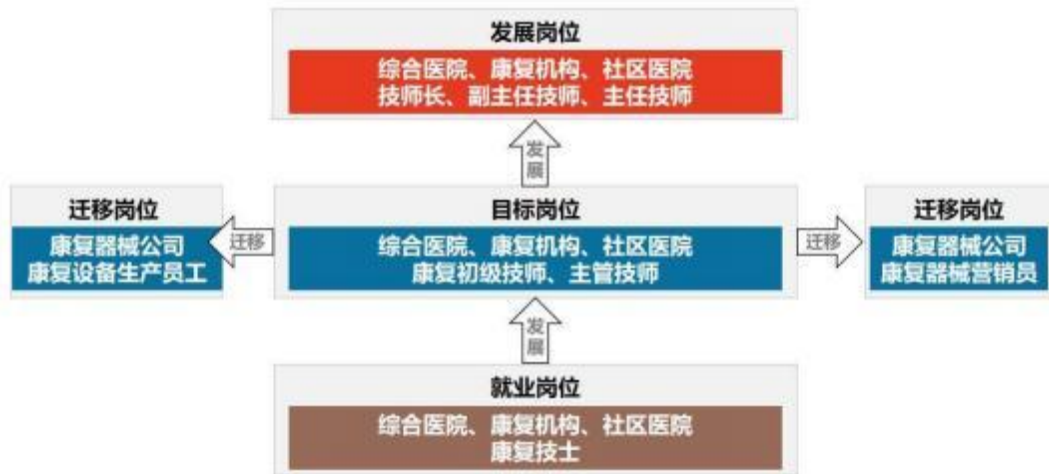 发展岗位
综合医院、康复机构、社区医院
技师长、副主任技师、主任技师
发展
迁移岗位
康复器械公司
康复设备生产员工
迁移
目标岗位
综合医院、康复机构、社区医院
康复初级技师、主管技师
迁移
迁移岗位
康复器械公司
康复器械营销员
发展
就业岗位
综合医院、康复机构、社区医院
康复技士